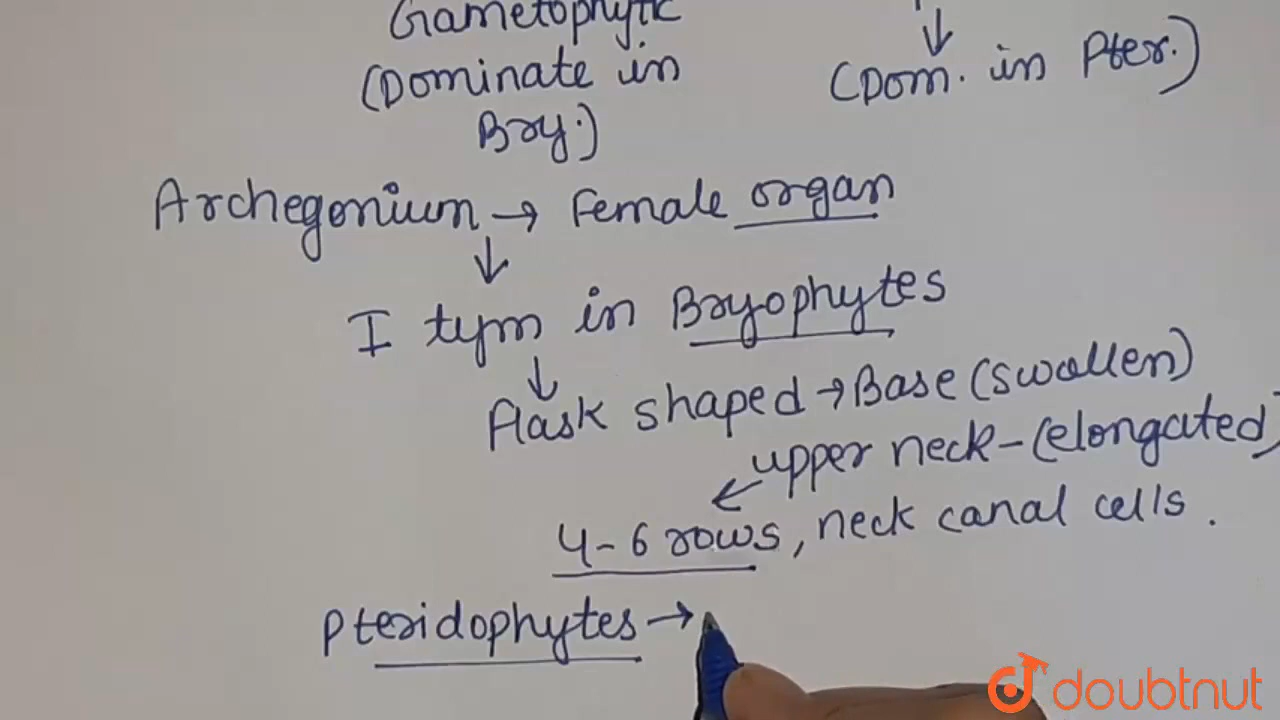 Gametophytic
(Dominate in (Dom. in Pter.)
Bry.)
Archegonium → Female organ
↓
I tym in Bryophytes
↓
flask shaped → Base (swollen)
upper neck - (elongated)
4-6 rows, neck canal cells.
Pteridophytes →
doubtnut